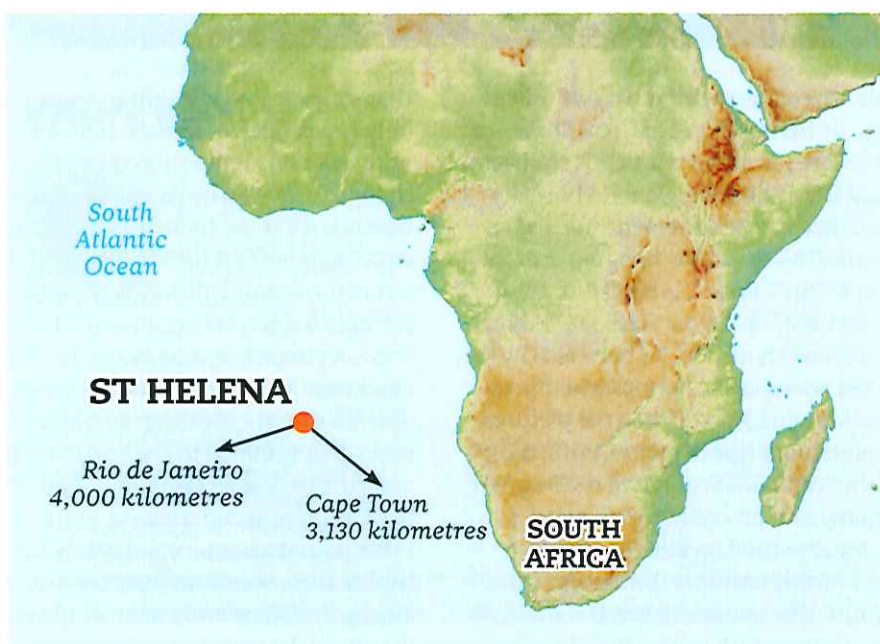 South
Atlantic
Ocean
ST HELENA
Rio de Janeiro
4,000 kilometres
Cape Town
3,130 kilometres
SOUTH
AFRICA